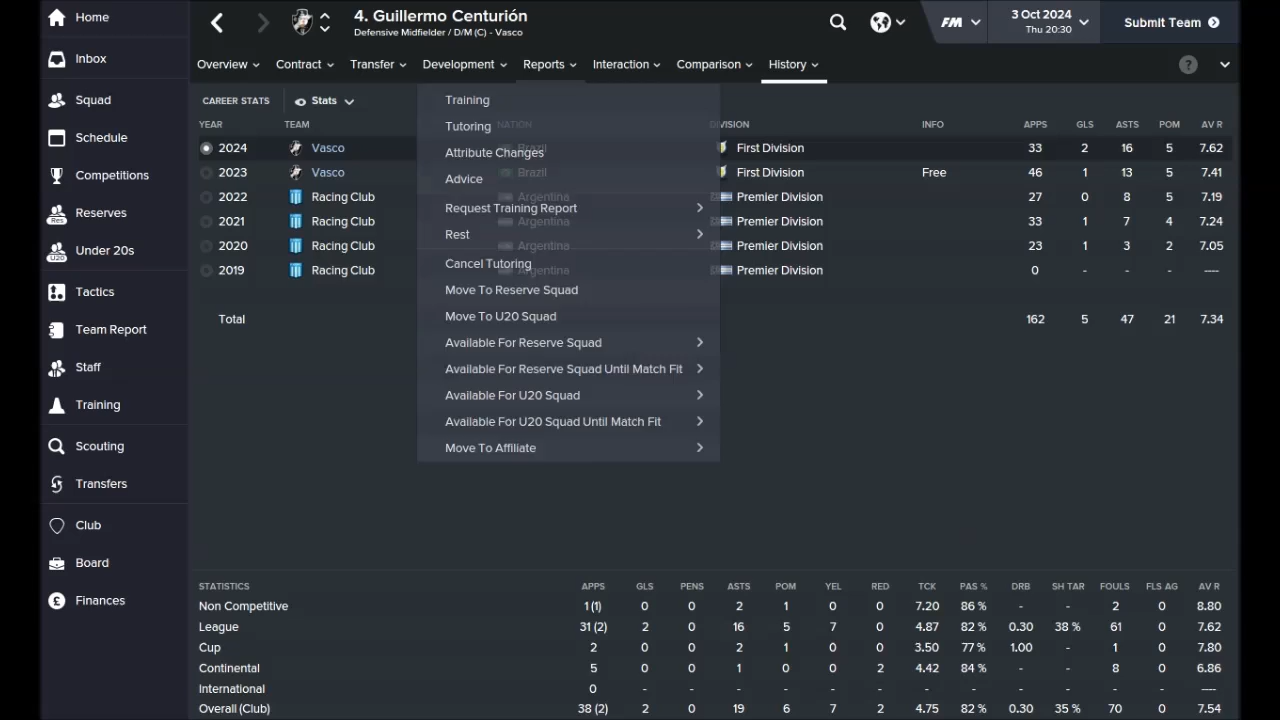 Home
Inbox
Squad
Schedule
Competitions
Reserves
Res
Under 20s
U20
Tactics
Team Report
Staff
Training
Scouting
Transfers
Club
Board
Finances
4. Guillermo Centurión
Defensive Midfielder / D/M (C) - Vasco
FM
3 Oct 2024
Thu 20:30
Submit Team
Overview Contract Transfer Development Reports Interaction Comparison History
?
CAREER STATS Stats
YEAR TEAM NATION DIVISION INFO APPS GLS ASTS POM AV R
2024 Vasco Brazil First Division 33 2 16 5 7.62
2023 Vasco Brazil First Division Free 46 1 13 5 7.41
2022 Racing Club Argentina Premier Division 27 0 8 5 7.19
2021 Racing Club Argentina Premier Division 33 1 7 4 7.24
2020 Racing Club Argentina Premier Division 23 1 3 2 7.05
2019 Racing Club Argentina Premier Division 0 - - - ----
Total 162 5 47 21 7.34
Training
Tutoring
Attribute Changes
Advice
Request Training Report
Rest
Cancel Tutoring
Move To Reserve Squad
Move To U20 Squad
Available For Reserve Squad
Available For Reserve Squad Until Match Fit
Available For U20 Squad
Available For U20 Squad Until Match Fit
Move To Affiliate
STATISTICS APPS GLS PENS ASTS POM YEL RED TCK PAS % DRB SH TAR FOULS FLS AG AV R
Non Competitive 1 (1) 0 0 2 1 0 0 7.20 86 % - - 2 0 8.80
League 31 (2) 2 0 16 5 7 0 4.87 82 % 0.30 38 % 61 0 7.62
Cup 2 0 0 2 1 0 0 3.50 77 % 1.00 - 1 0 7.80
Continental 5 0 0 1 0 0 2 4.42 84 % - - 8 0 6.86
International 0 - - - - - - - - - - - - ----
Overall (Club) 38 (2) 2 0 19 6 7 2 4.75 82 % 0.30 35 % 70 0 7.54